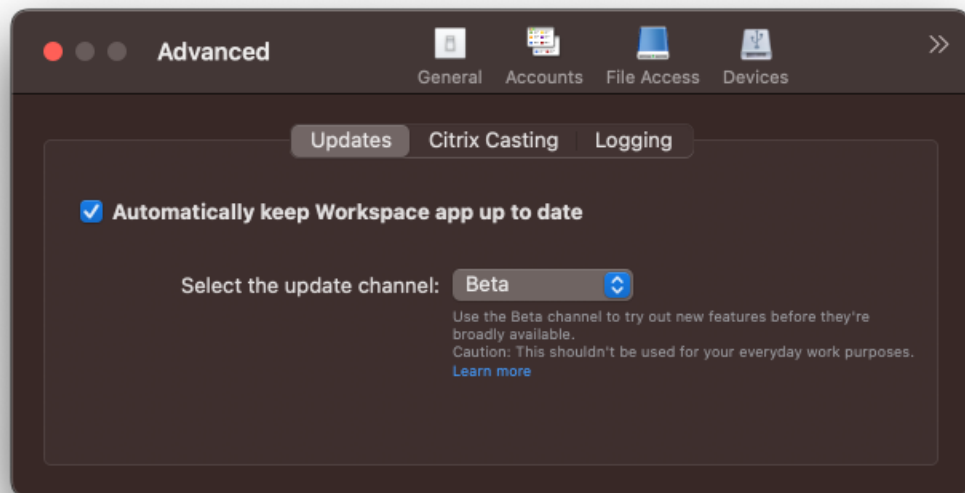 Advanced
General Accounts File Access Devices
Updates Citrix Casting Logging
Automatically keep Workspace app up to date
Select the update channel: Beta
Use the Beta channel to try out new features before they're
broadly available.
Caution: This shouldn't be used for your everyday work purposes.
Learn more